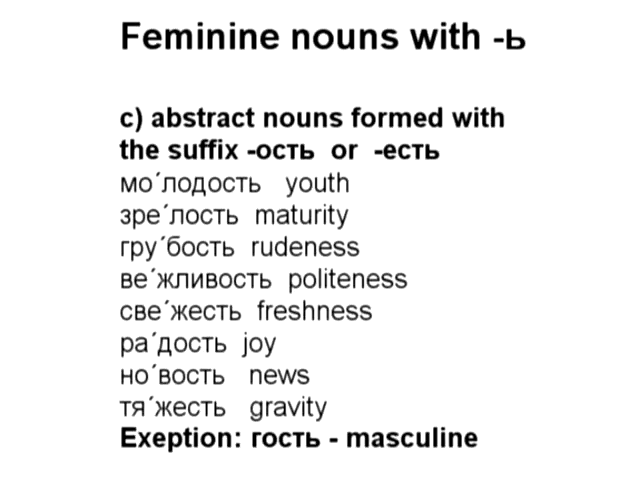 Feminine nouns with -ь
c) abstract nouns formed with
the suffix -ость or -есть
мо´лодость youth
зре´лость maturity
гру´бость rudeness
ве´жливость politeness
све´жесть freshness
ра´дость joy
но´вость news
тя´жесть gravity
Exeption: гость - masculine